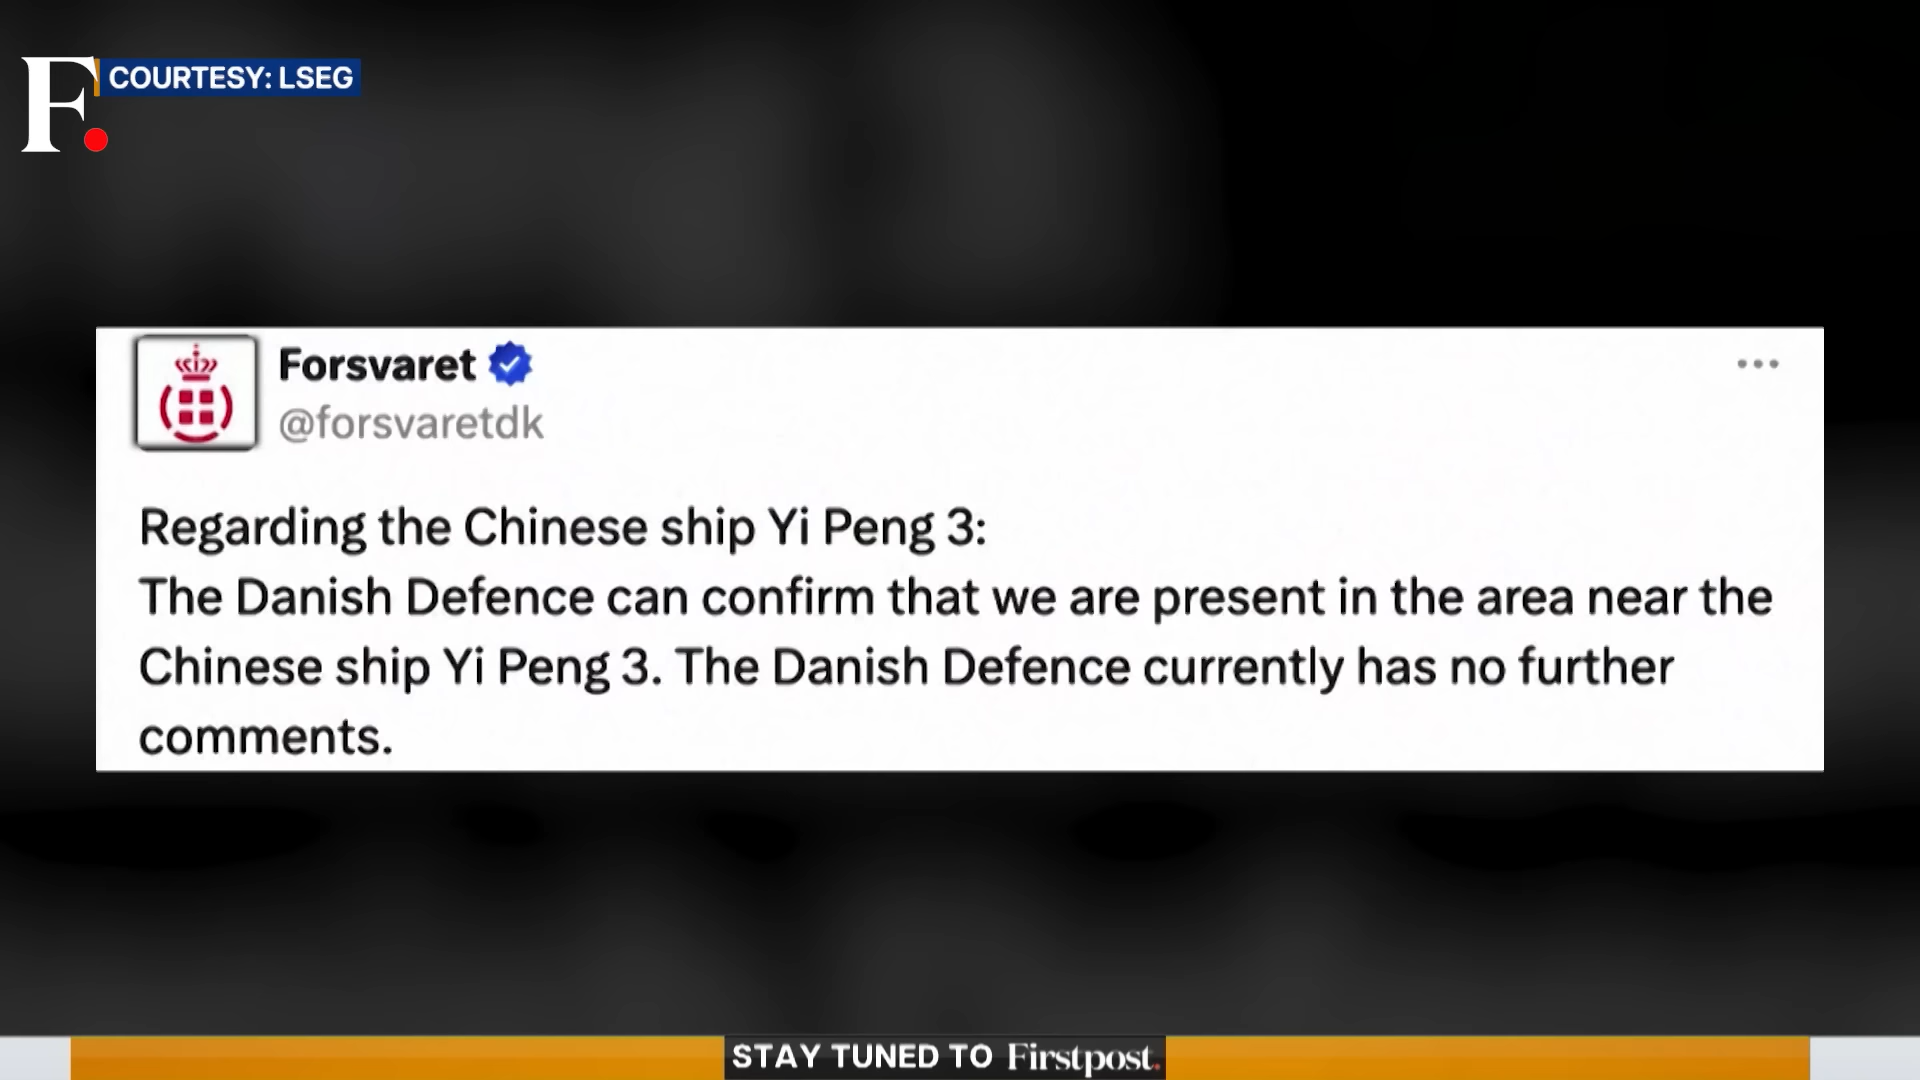 F.
COURTESY: LSEG
Forsvaret
@forsvaretdk
Regarding the Chinese ship Yi Peng 3:
The Danish Defence can confirm that we are present in the area near the
Chinese ship Yi Peng 3. The Danish Defence currently has no further
comments.
STAY TUNED TO Firstpost.